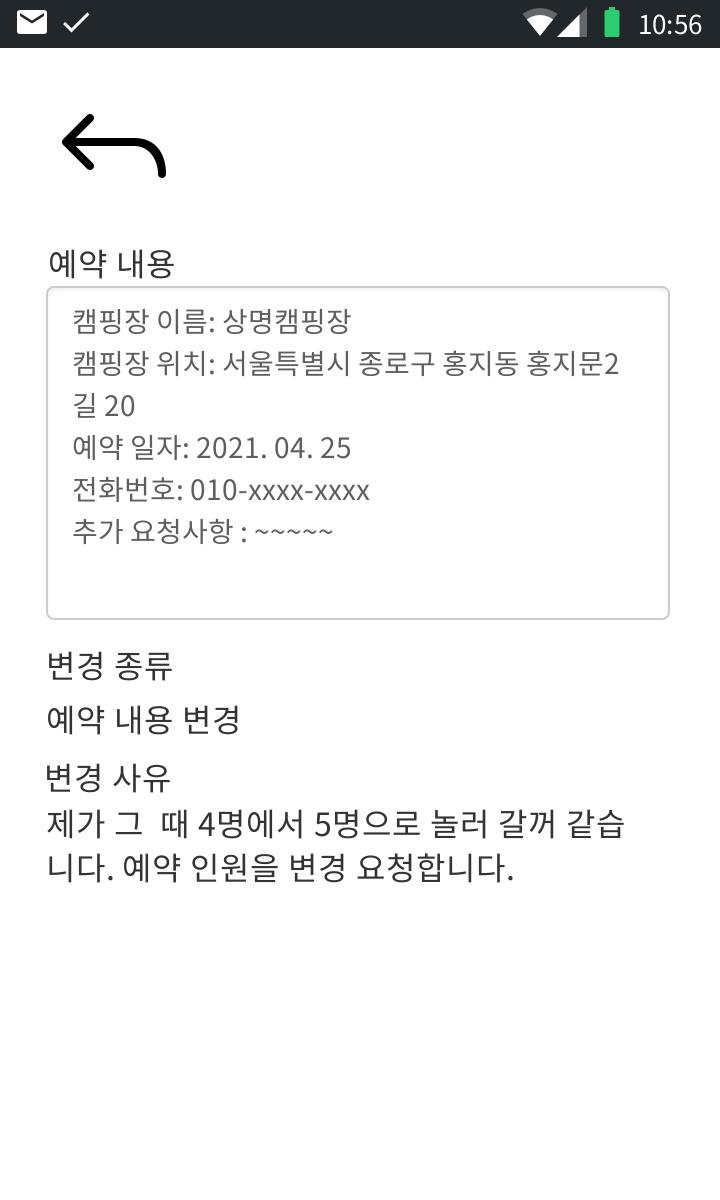 10:56
예약 내용
캠핑장 이름: 상명캠핑장
캠핑장 위치: 서울특별시 종로구 홍지동 홍지문2
길 20
예약 일자: 2021. 04. 25
전화번호: 010-xxxx-xxxx
추가 요청사항 : ~~~~~
변경 종류
예약 내용 변경
변경 사유
제가 그  때 4명에서 5명으로 놀러 갈꺼 같습
니다. 예약 인원을 변경 요청합니다.